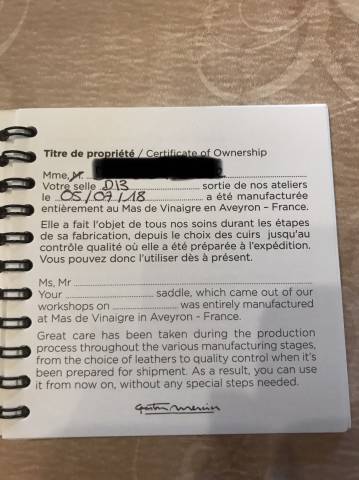 Titre de propriété / Certificate of Ownership
Mme, M.
Votre selle D13 sortie de nos ateliers
le 05/07/18 a été manufacturée
entièrement au Mas de Vinaigre en Aveyron - France.
Elle a fait l'objet de tous nos soins durant les étapes
de sa fabrication, depuis le choix des cuirs jusqu'au
contrôle qualité où elle a été préparée à l'expédition.
Vous pouvez donc l'utiliser dès à présent.
Ms, Mr
Your saddle, which came out of our
workshops on was entirely manufactured
at Mas de Vinaigre in Aveyron - France.
Great care has been taken during the production
process throughout the various manufacturing stages,
from the choice of leathers to quality control when it's
been prepared for shipment. As a result, you can use
it from now on, without any special steps needed.
Gaston Mercier